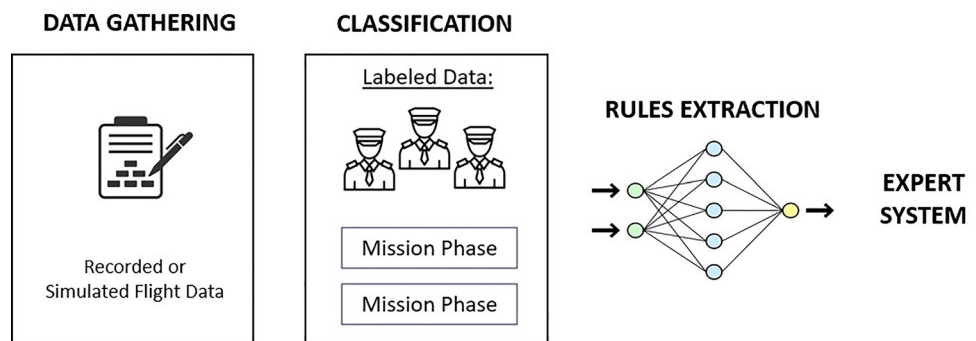 DATA GATHERING
Recorded or
Simulated Flight Data
CLASSIFICATION
Labeled Data:
Mission Phase
Mission Phase
RULES EXTRACTION
EXPERT
SYSTEM